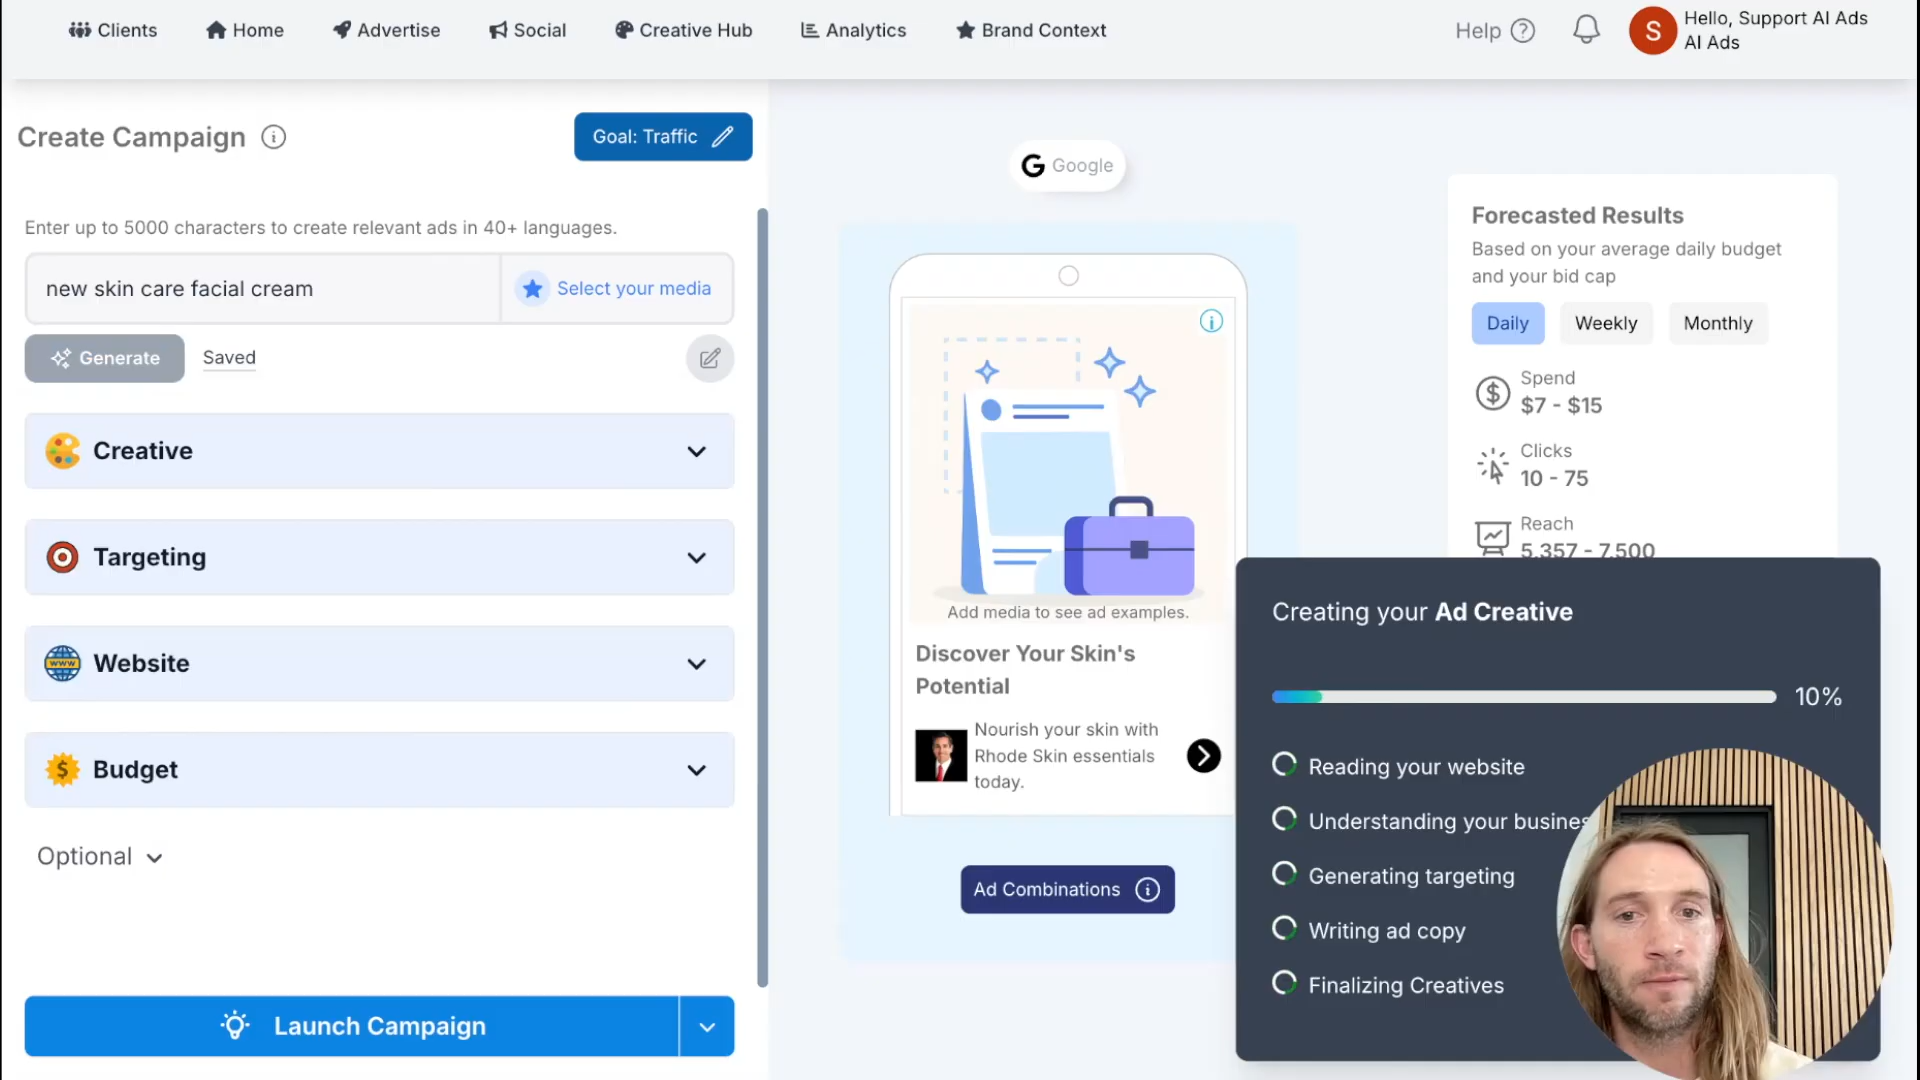 Clients
Home
Advertise
Social
Creative Hub
Analytics
Brand Context
Help
S
Hello, Support AI Ads
AI Ads
Create Campaign
Goal: Traffic
Enter up to 5000 characters to create relevant ads in 40+ languages.
new skin care facial cream
Select your media
Generate
Saved
Creative
Targeting
WWW
Website
Budget
Optional
Launch Campaign
G Google
Add media to see ad examples.
Discover Your Skin's
Potential
Nourish your skin with
Rhode Skin essentials
today.
Ad Combinations
Forecasted Results
Based on your average daily budget
and your bid cap
Daily
Weekly
Monthly
Spend
$7 - $15
Clicks
10 - 75
Reach
5,357 - 7,500
Creating your Ad Creative
10%
Reading your website
Understanding your busines
Generating targeting
Writing ad copy
Finalizing Creatives